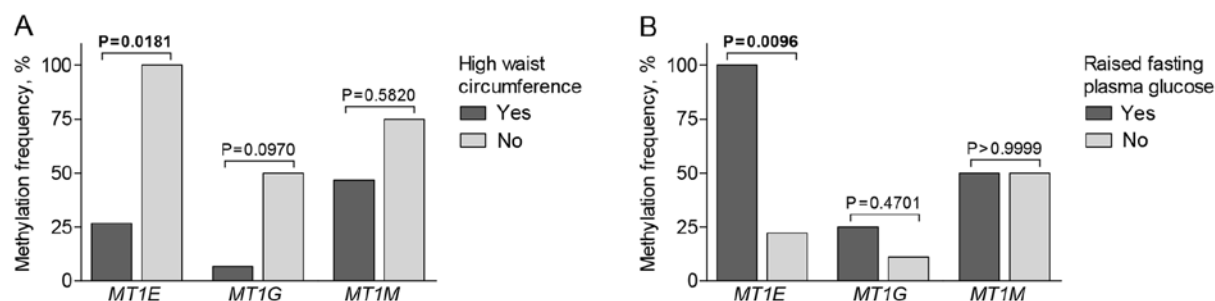 A
P=0.0181
P=0.0970
P=0.5820
Methylation frequency, %
100
75
50
25
0
MT1E
MT1G
MT1M
High waist
circumference
Yes
No
B
P=0.0096
P=0.4701
P>0.9999
Methylation frequency, %
100
75
50
25
0
MT1E
MT1G
MT1M
Raised fasting
plasma glucose
Yes
No